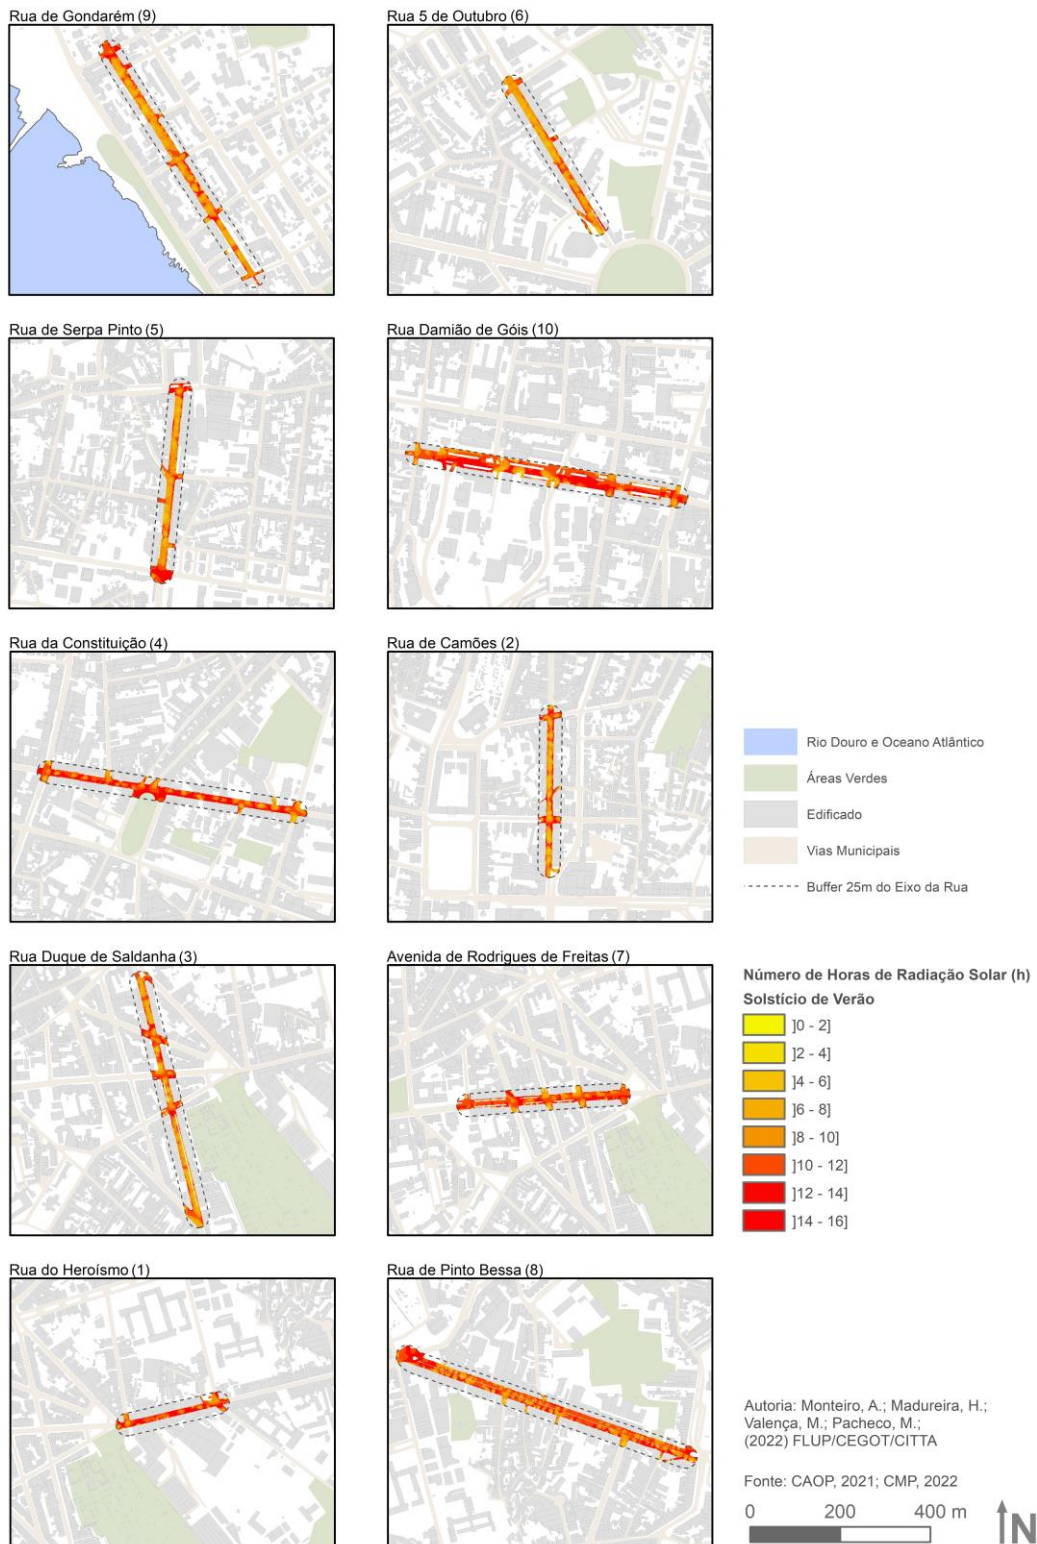 Rua de Gondarém (9)
Rua 5 de Outubro (6)
Rua de Serpa Pinto (5)
Rua Damião de Góis (10)
Rua da Constituição (4)
Rua de Camões (2)
Rio Douro e Oceano Atlântico
Áreas Verdes
Edificado
Vias Municipais
Buffer 25m do Eixo da Rua
Rua Duque de Saldanha (3)
Avenida de Rodrigues de Freitas (7)
Número de Horas de Radiação Solar (h)
Solstício de Verão
]0 - 2]
]2 - 4]
]4 - 6]
]6 - 8]
]8 - 10]
]10 - 12]
]12 - 14]
]14 - 16]
Rua do Heroísmo (1)
Rua de Pinto Bessa (8)
Autoria: Monteiro, A.; Madureira, H.;
Valença, M.; Pacheco, M.;
(2022) FLUP/CEGOT/CITTA
Fonte: CAOP, 2021; CMP, 2022
0 200 400 m
N